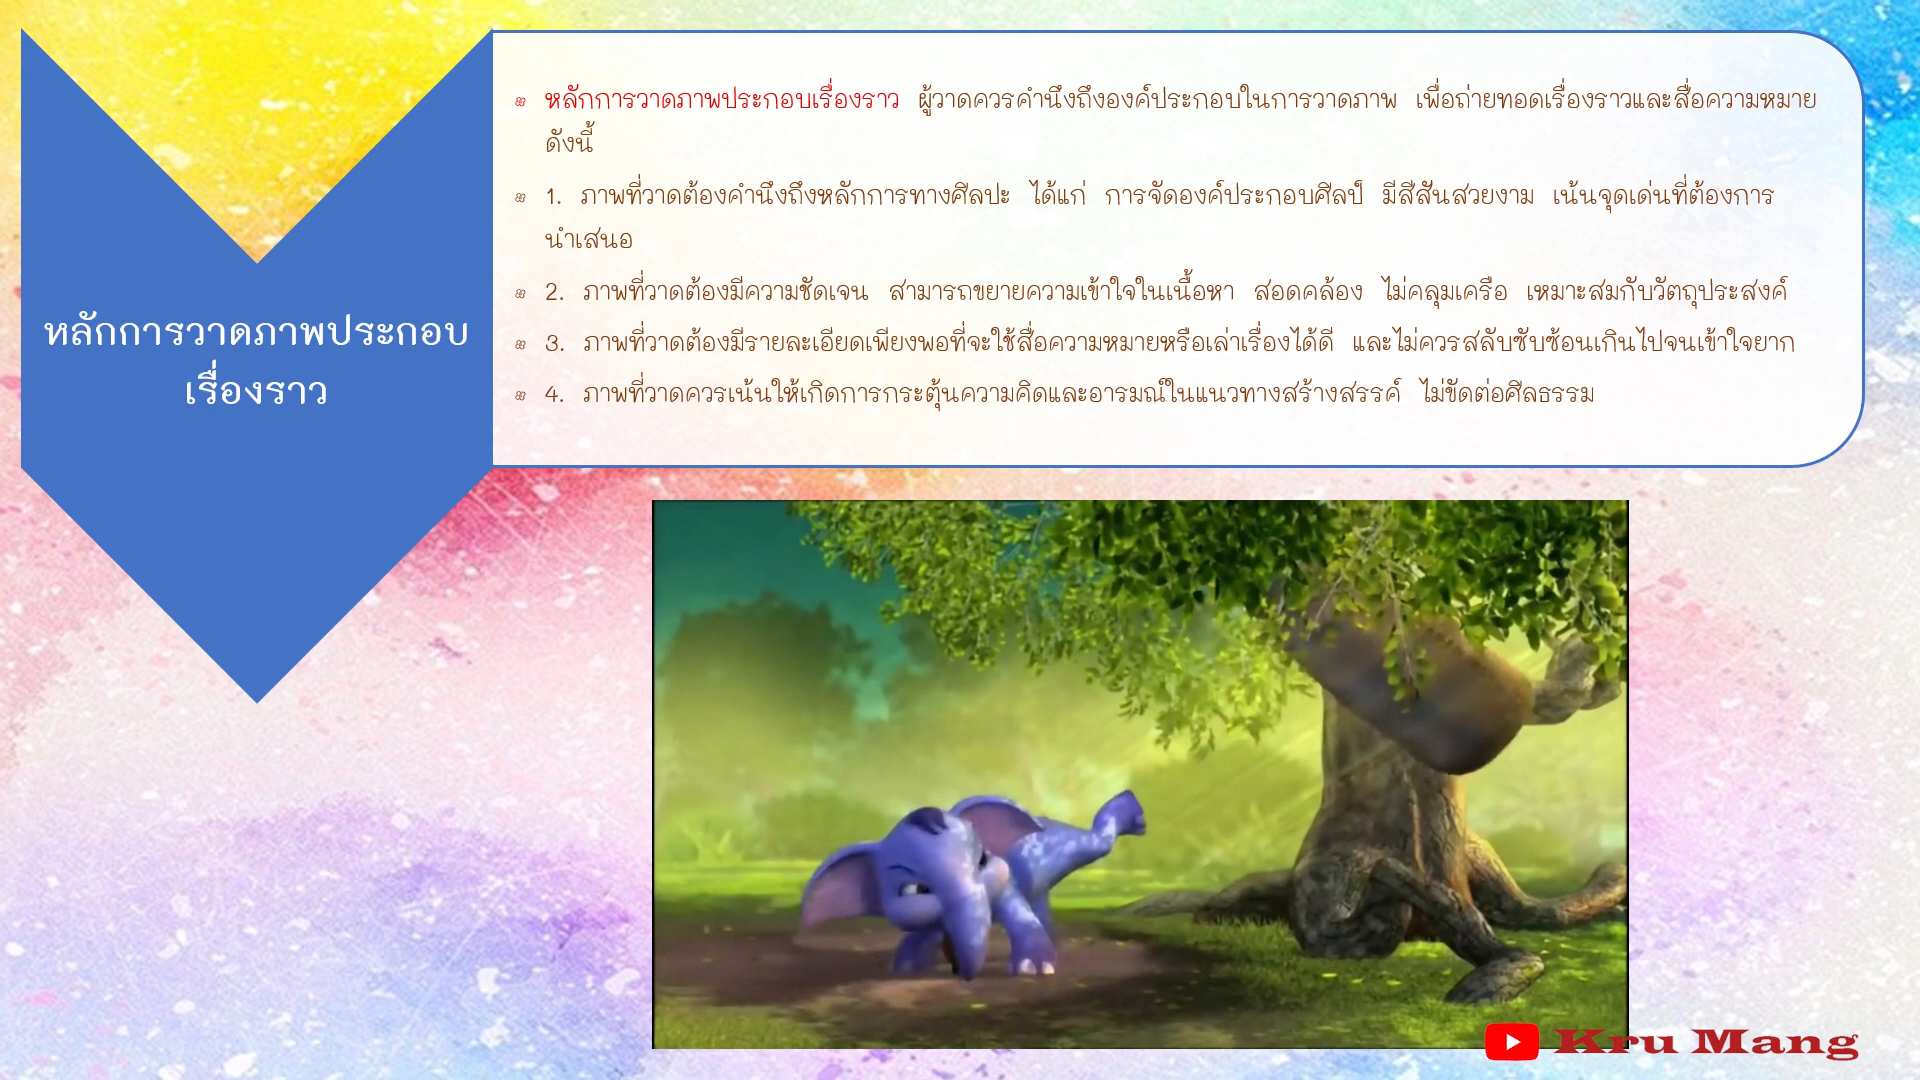 หลักการวาดภาพประกอบ
เรื่องราว
หลักการวาดภาพประกอบเรื่องราว ผู้วาดควรคำนึงถึงองค์ประกอบในการวาดภาพ เพื่อถ่ายทอดเรื่องราวและสื่อความหมาย
ดังนี้
1. ภาพที่วาดต้องคำนึงถึงหลักการทางศิลปะ ได้แก่ การจัดองค์ประกอบศิลป์ มีสีสันสวยงาม เน้นจุดเด่นที่ต้องการ
นำเสนอ
2. ภาพที่วาดต้องมีความชัดเจน สามารถขยายความเข้าใจในเนื้อหา สอดคล้อง ไม่คลุมเครือ เหมาะสมกับวัตถุประสงค์
3. ภาพที่วาดต้องมีรายละเอียดเพียงพอที่จะใช้สื่อความหมายหรือเล่าเรื่องได้ดี และไม่ควรสลับซับซ้อนเกินไปจนเข้าใจยาก
4. ภาพที่วาดควรเน้นให้เกิดการกระตุ้นความคิดและอารมณ์ในแนวทางสร้างสรรค์ ไม่ขัดต่อศีลธรรม
Kru Mang